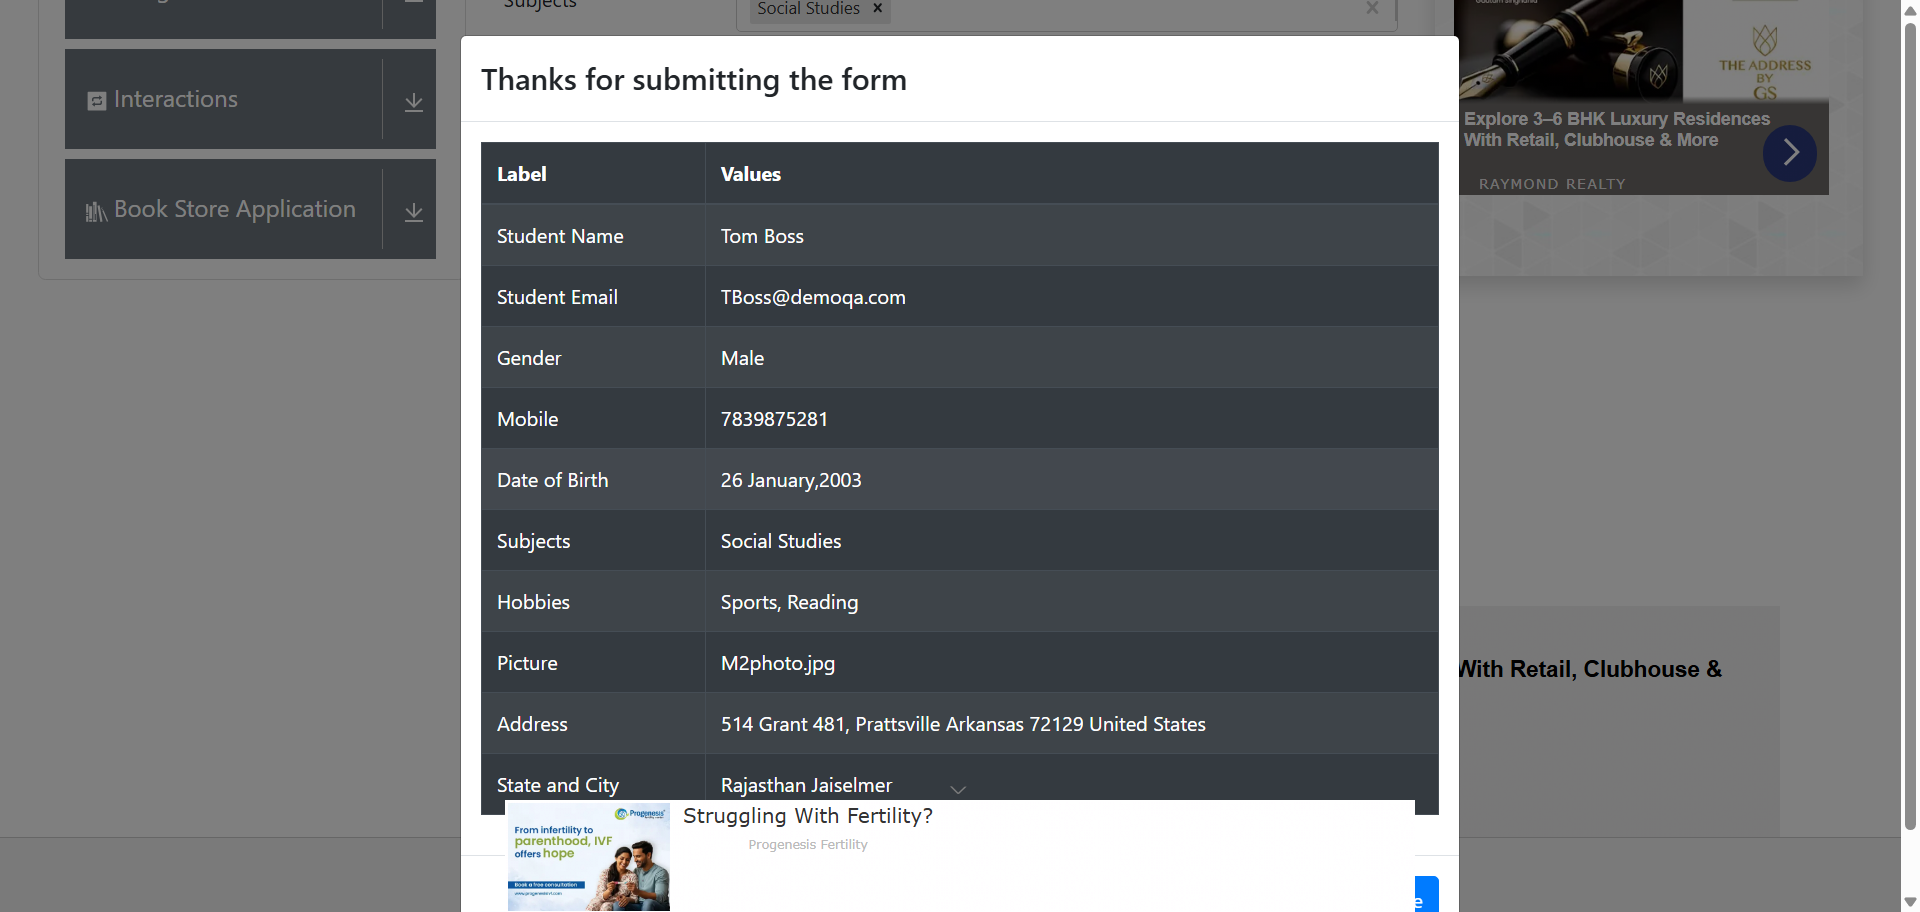 Subjects
Social Studies ×
Interactions
Book Store Application
Thanks for submitting the form
Label Values
Student Name Tom Boss
Student Email TBoss@demoqa.com
Gender Male
Mobile 7839875281
Date of Birth 26 January,2003
Subjects Social Studies
Hobbies Sports, Reading
Picture M2photo.jpg
Address 514 Grant 481, Prattsville Arkansas 72129 United States
State and City Rajasthan Jaiselmer
Progenesis
From infertility to
parenthood, IVF
offers hope
Book a free consultation
Struggling With Fertility?
Progenesis Fertility
THE ADDRESS
BY
GS
Explore 3–6 BHK Luxury Residences
With Retail, Clubhouse & More
RAYMOND REALTY
With Retail, Clubhouse &